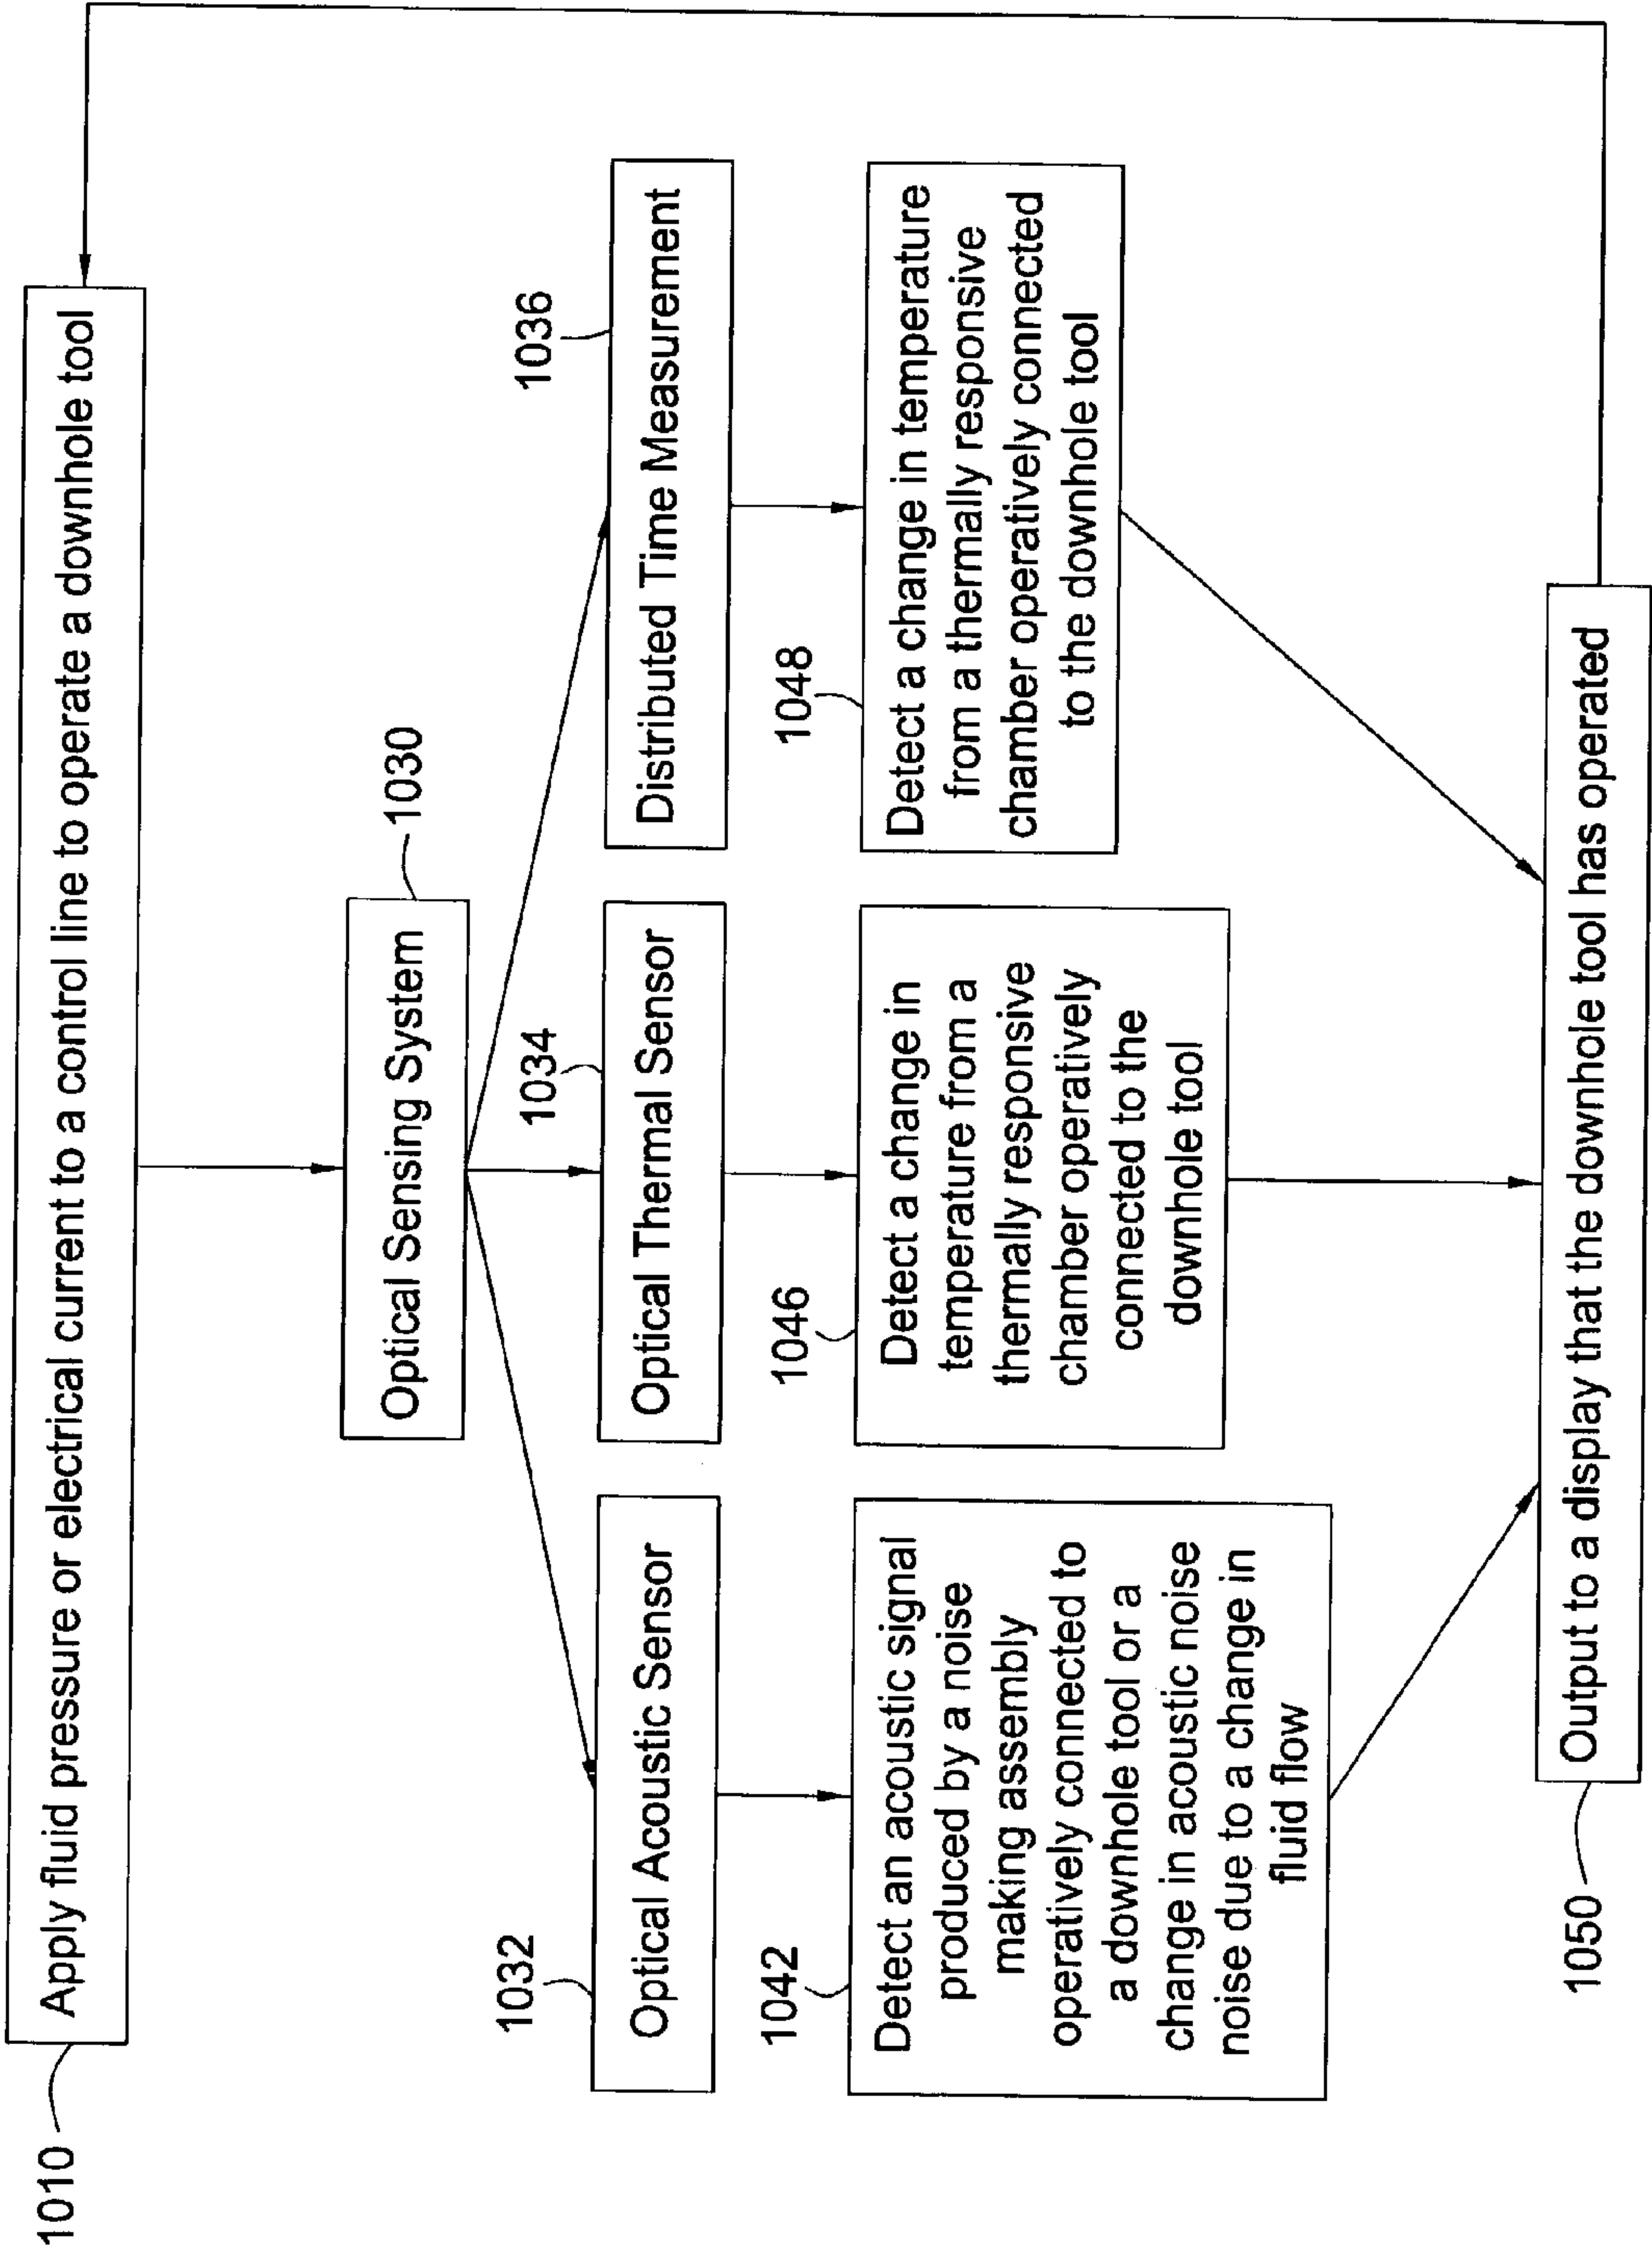 1010
Apply fluid pressure or electrical current to a control line to operate a downhole tool
Optical Sensing System
1030
1032
Optical Acoustic Sensor
1034
Optical Thermal Sensor
1036
Distributed Time Measurement
1042
Detect an acoustic signal
produced by a noise
making assembly
operatively connected to
a downhole tool or a
change in acoustic noise
noise due to a change in
fluid flow
1046
Detect a change in
temperature from a
thermally responsive
chamber operatively
connected to the
downhole tool
1048
Detect a change in temperature
from a thermally responsive
chamber operatively connected
to the downhole tool
1050
Output to a display that the downhole tool has operated